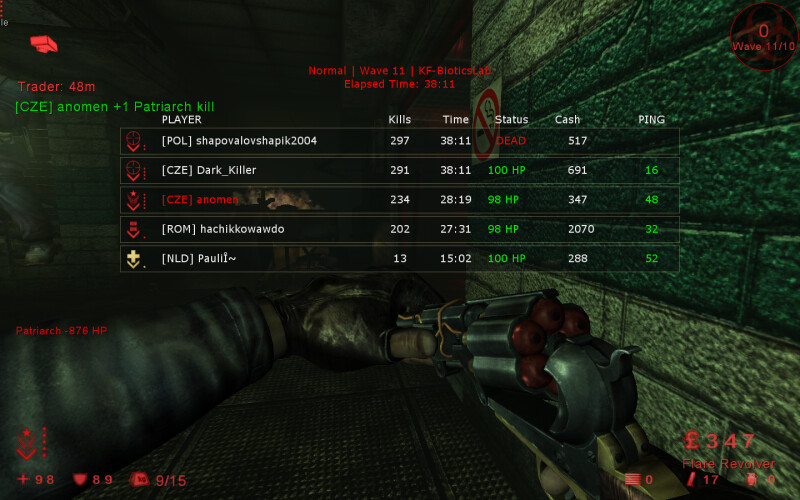 le
0
Wave 11/10
Normal | Wave 11 | KF-BioticsLab
Elapsed Time: 38:11
Trader: 48m
[CZE] anomen +1 Patriarch kill
PLAYER Kills Time Status Cash PING
[POL] shapovalovshapik2004 297 38:11 DEAD 517
[CZE] Dark_Killer 291 38:11 100 HP 691 16
[CZE] anomen 234 28:19 98 HP 347 48
[ROM] hachikkowawdo 202 27:31 98 HP 2070 32
[NLD] PauliÎ~ 13 15:02 100 HP 288 52
Patriarch -876 HP
£347
Flare Revolver
98 89 9/15 0 17 0